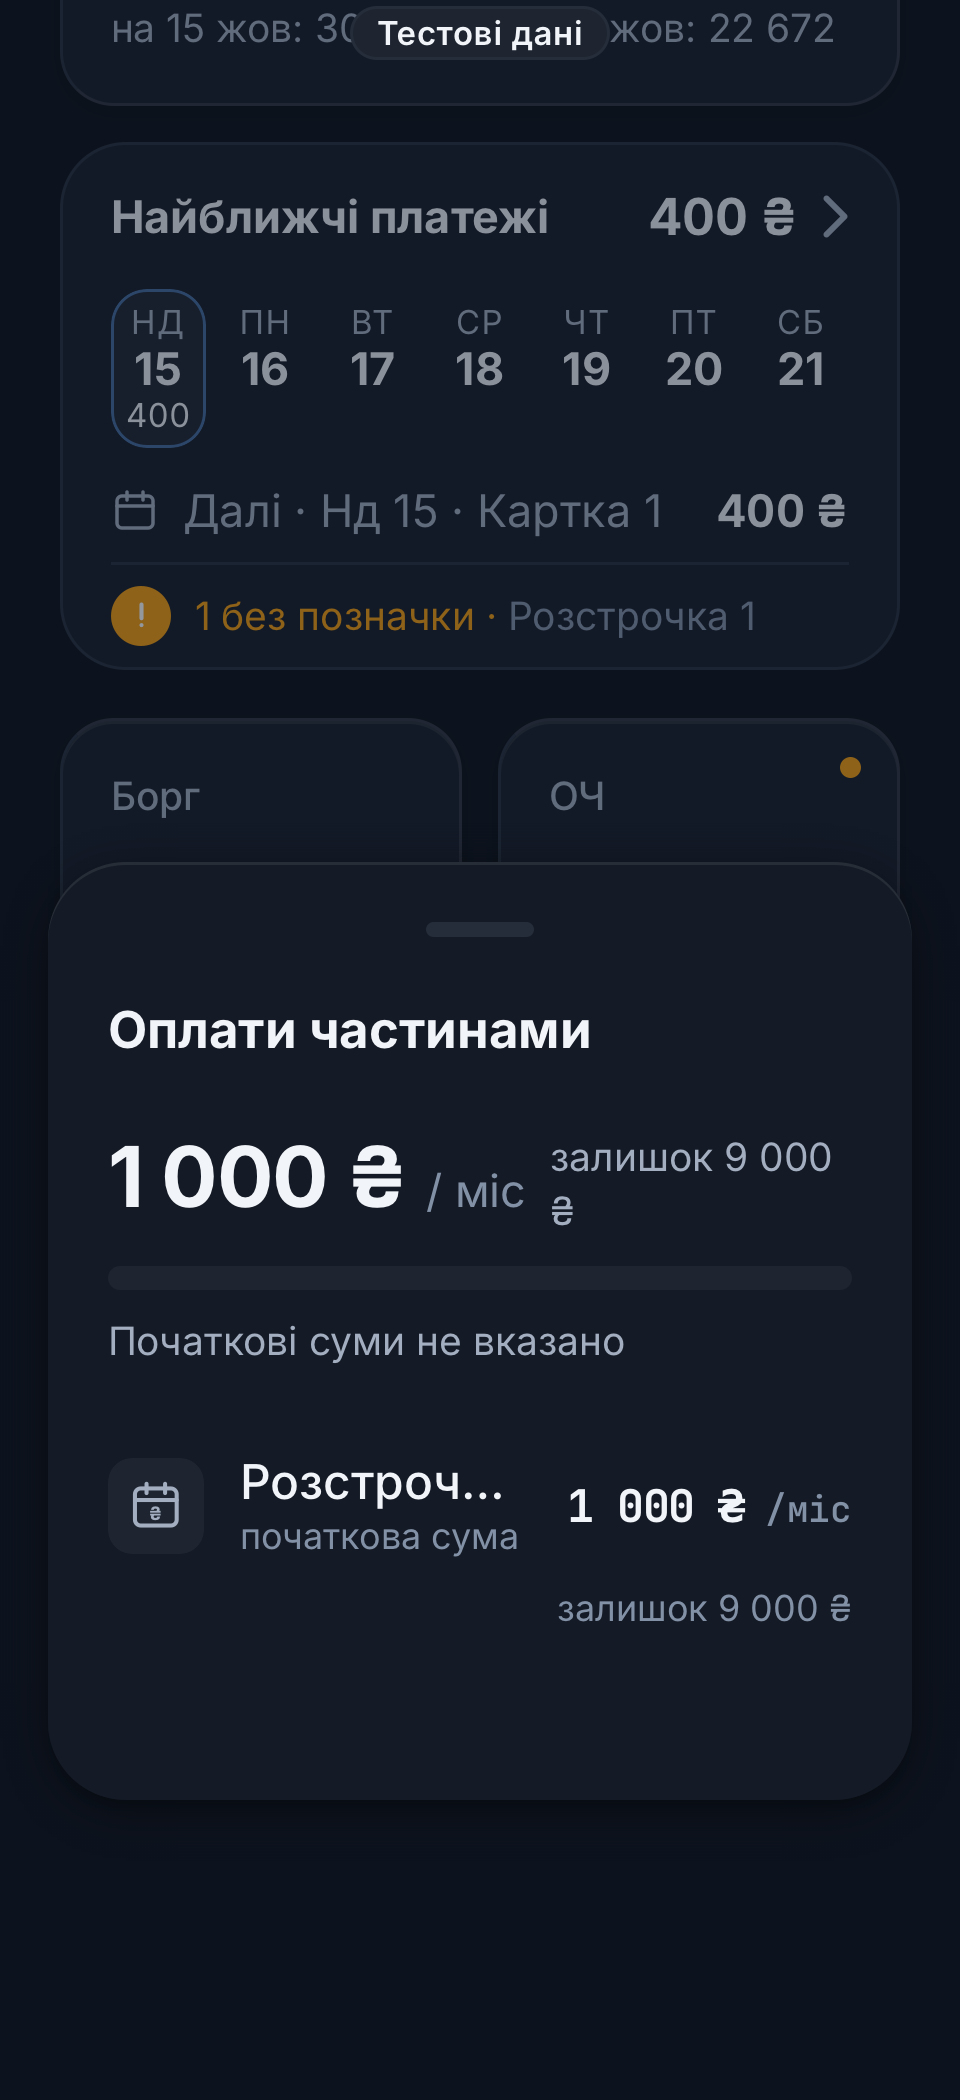 на 15 жов: 30
Тестові дані
жов: 22 672
Найближчі платежі 400 ₴
НД ПН ВТ СР ЧТ ПТ СБ
15 16 17 18 19 20 21
400
Далі · Нд 15 · Картка 1 400 ₴
! 1 без позначки · Розстрочка 1
Борг ОЧ
Оплати частинами
1 000 ₴ / міс залишок 9 000
₴
Початкові суми не вказано
Розстроч... 1 000 ₴ /міс
початкова сума
залишок 9 000 ₴